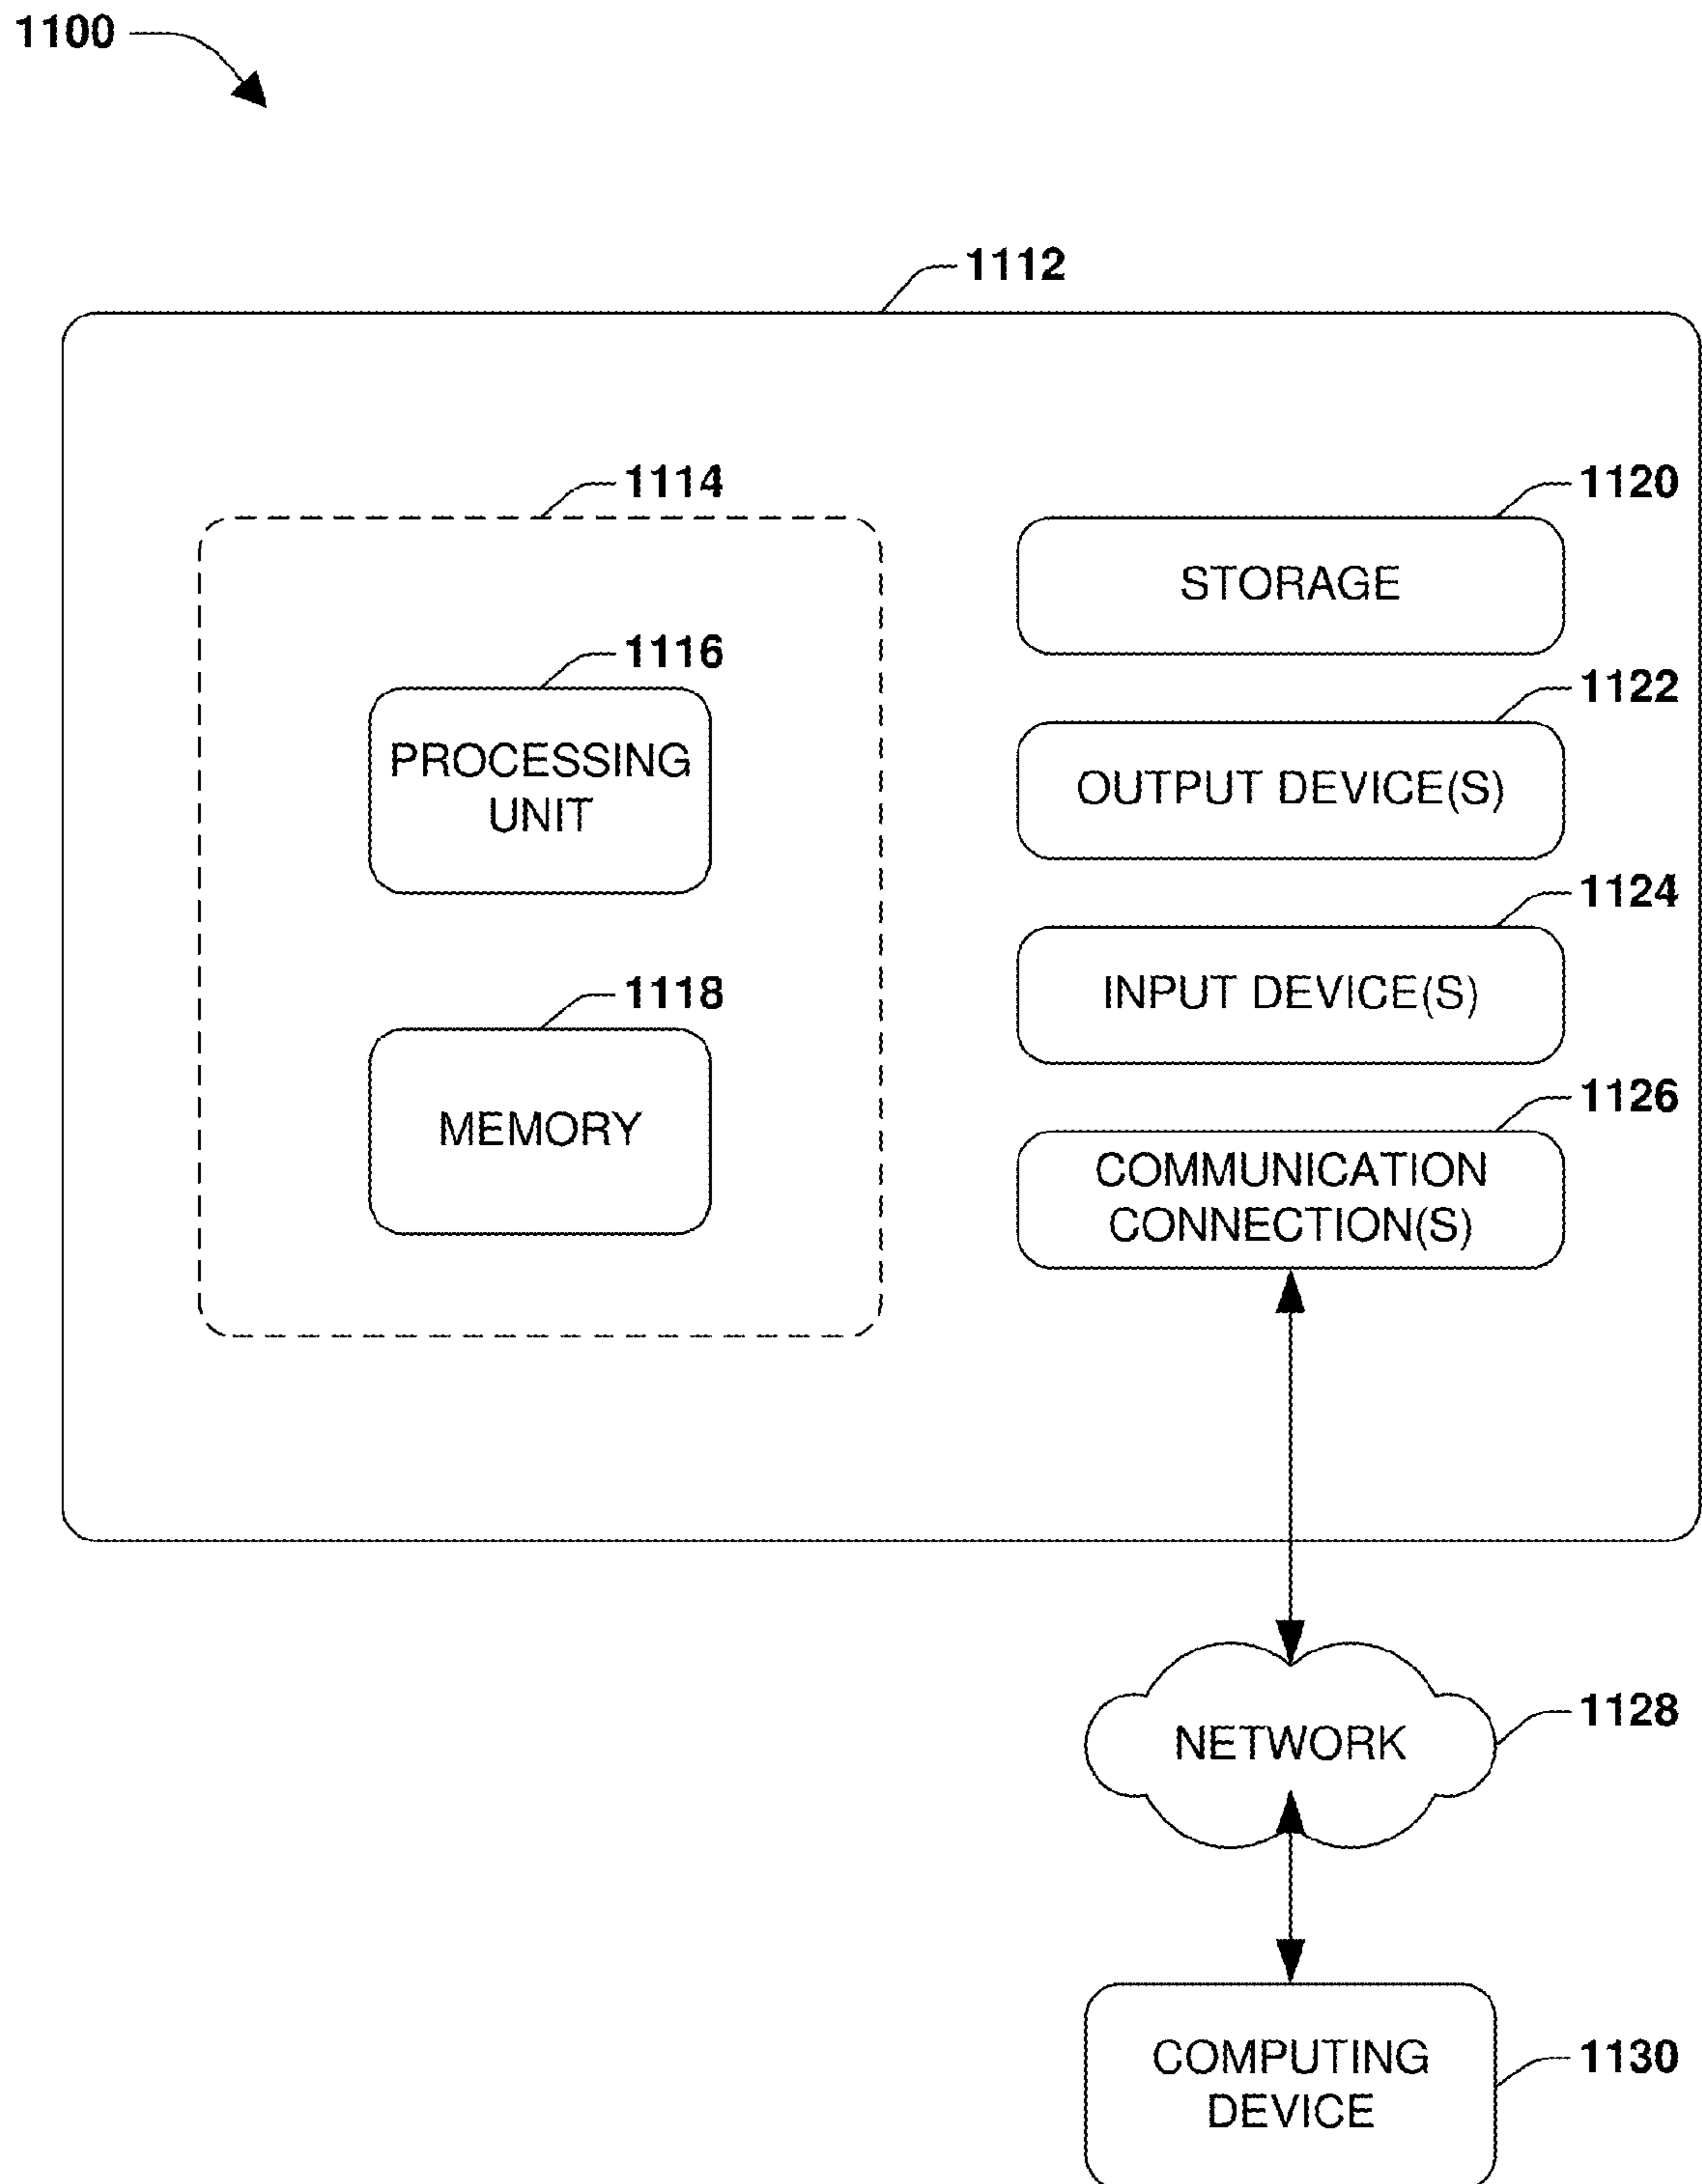 1100
1112
1114
1120
STORAGE
1116
1122
PROCESSING
UNIT
OUTPUT DEVICE(S)
1124
1118
INPUT DEVICE(S)
MEMORY
1126
COMMUNICATION
CONNECTION(S)
1128
NETWORK
1130
COMPUTING
DEVICE